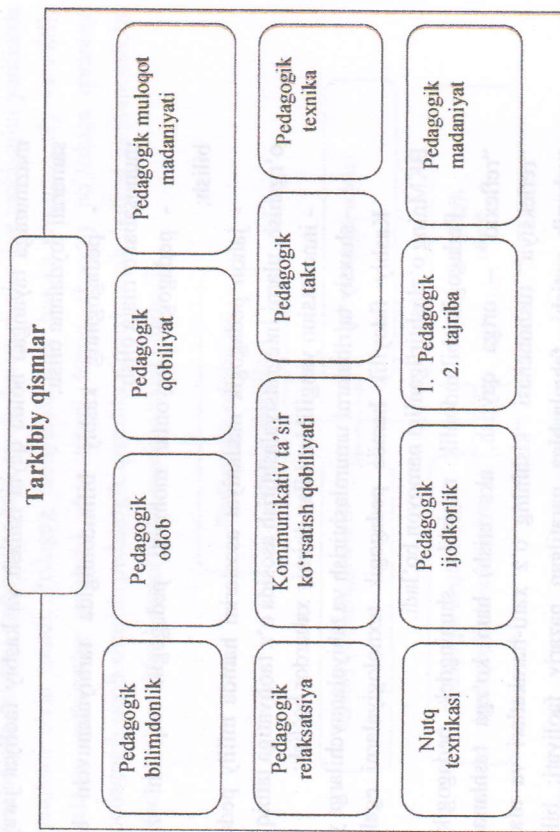 Tarkibiy qismlar
Pedagogik
bilimdonlik
Pedagogik
odob
Pedagogik
qobiliyat
Pedagogik muloqot
madaniyati
Pedagogik
relaksatsiya
Kommunikativ ta’sir
ko‘rsatish qobiliyati
Pedagogik
takt
Pedagogik
texnika
Nutq
texnikasi
Pedagogik
ijodkorlik
1. Pedagogik
2. tajriba
Pedagogik
madaniyat